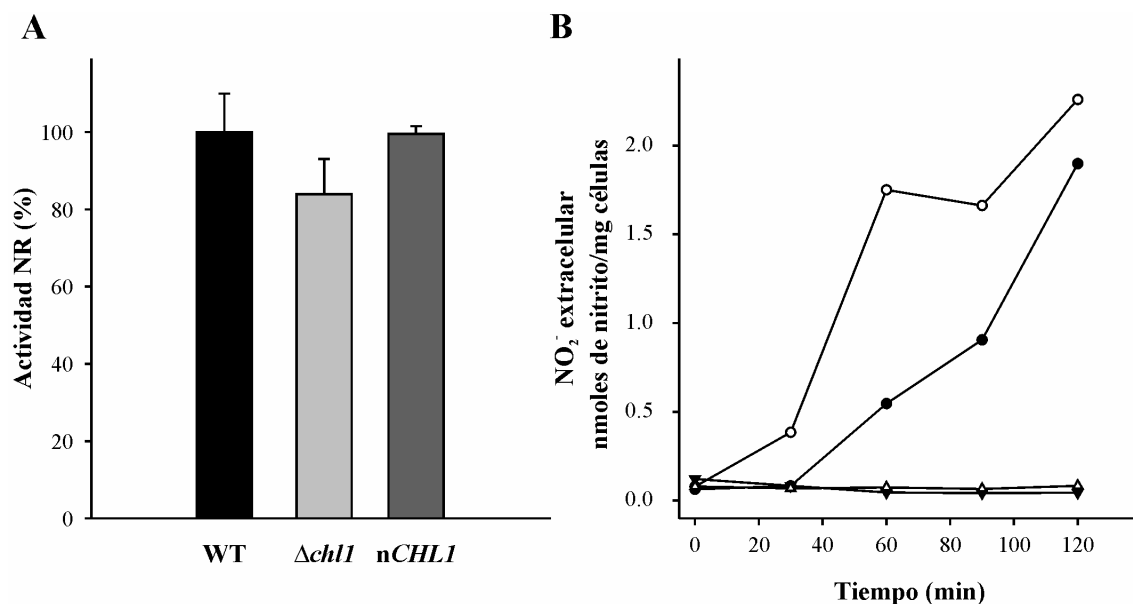 A
Actividad NR (%)
100
80
60
40
20
0
WT
Δchl1
nCHL1
B
NO₂⁻ extracelular
nmoles de nitrito/mg células
2.0
1.5
1.0
0.5
0.0
0 20 40 60 80 100 120
Tiempo (min)